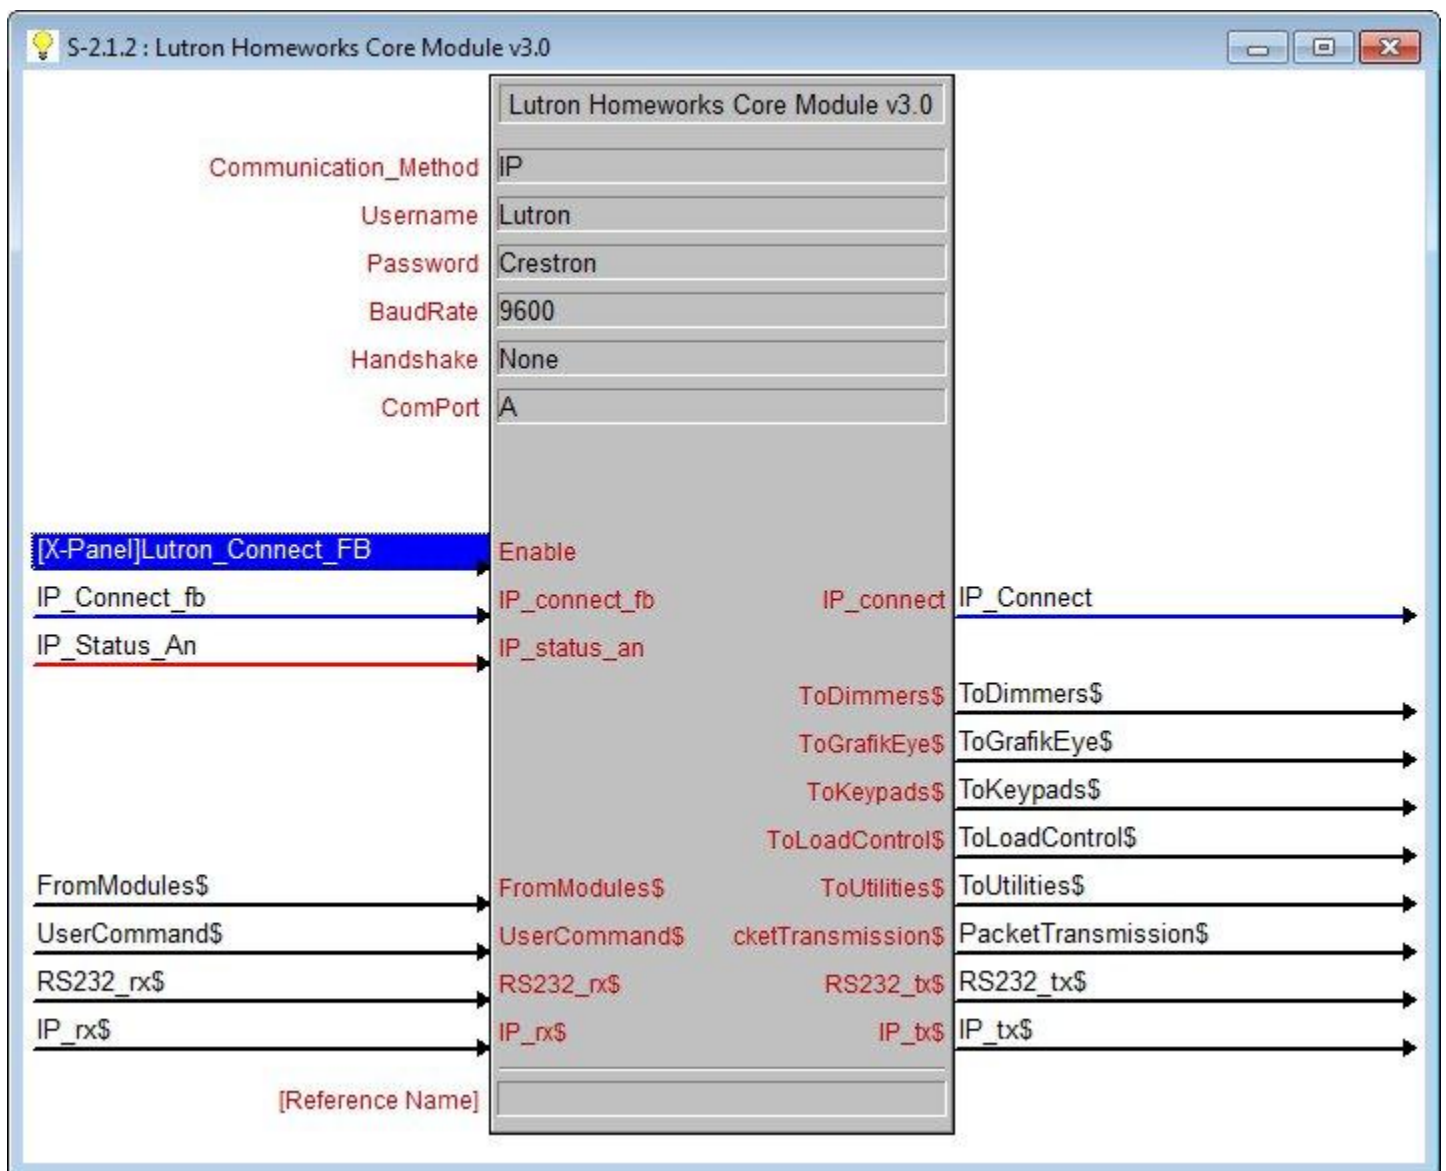 S-2.1.2 : Lutron Homeworks Core Module v3.0
Lutron Homeworks Core Module v3.0
Communication_Method IP
Username Lutron
Password Crestron
BaudRate 9600
Handshake None
ComPort A
[X-Panel]Lutron_Connect_FB Enable
IP_Connect_fb IP_connect_fb IP_connect IP_Connect
IP_Status_An IP_status_an
ToDimmers$ ToDimmers$
ToGrafikEye$ ToGrafikEye$
ToKeypads$ ToKeypads$
ToLoadControl$ ToLoadControl$
FromModules$ FromModules$ ToUtilities$ ToUtilities$
UserCommand$ UserCommand$ cketTransmission$ PacketTransmission$
RS232_rx$ RS232_rx$ RS232_tx$ RS232_tx$
IP_rx$ IP_rx$ IP_tx$ IP_tx$
[Reference Name]